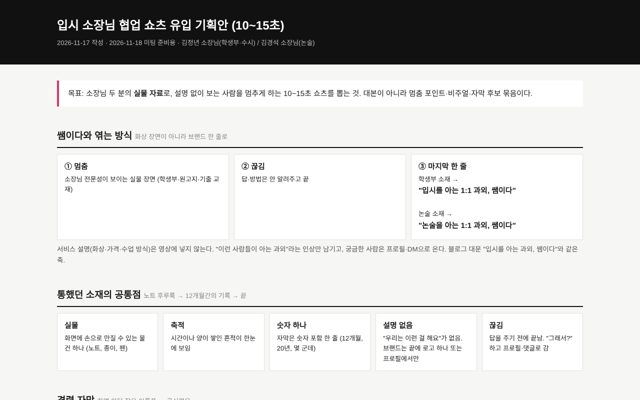 입시 소장님 협업 쇼츠 유입 기획안 (10~15초)
2026-11-17 작성 · 2026-11-18 미팅 준비용 · 김정년 소장님(학생부·수시) / 김경석 소장님(논술)
목표: 소장님 두 분의 실물 자료로, 설명 없이 보는 사람을 멈추게 하는 10~15초 쇼츠를 뽑는 것. 대본이 아니라 멈춤 포인트·비주얼·자막 후보 묶음이다.
쌤이다와 엮는 방식 화상 장면이 아니라 브랜드 한 줄로
① 멈춤
소장님 전문성이 보이는 실물 장면 (학생부·원고지·기출 교
재)
② 끊김
답·방법은 안 알려주고 끝
③ 마지막 한 줄
학생부 소재 →
"입시를 아는 1:1 과외, 쌤이다"
논술 소재 →
"논술을 아는 1:1 과외, 쌤이다"
서비스 설명(화상·가격·수업 방식)은 영상에 넣지 않는다. "이런 사람들이 아는 과외"라는 인상만 남기고, 궁금한 사람은 프로필·DM으로 온다. 블로그 대문 "입시를 아는 과외, 쌤이다"와 같은
축.
통했던 소재의 공통점 노트 후루룩 → 12개월간의 기록 → 끝
실물
화면에 손으로 만질 수 있는 물
건 하나 (노트, 종이, 펜)
축적
시간이나 양이 쌓인 흔적이 한눈
에 보임
숫자 하나
자막은 숫자 포함 한 줄 (12개월,
20년, 몇 군데)
설명 없음
"우리는 이런 걸 해요"가 없음.
브랜드는 끝에 로고 하나 또는
프로필에서만
끊김
답을 주기 전에 끝남. "그래서?"
하고 프로필·댓글로 감